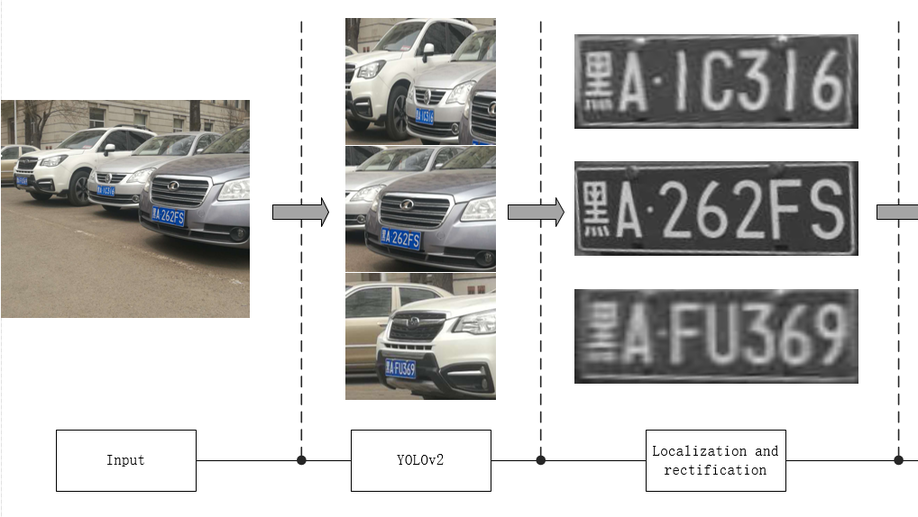 黑A 262FS
A 1C316
黑A 262FS
黑A FU369
黑A·1C316
黑A·262FS
黑A·FU369
Input
YOLOv2
Localization and
rectification